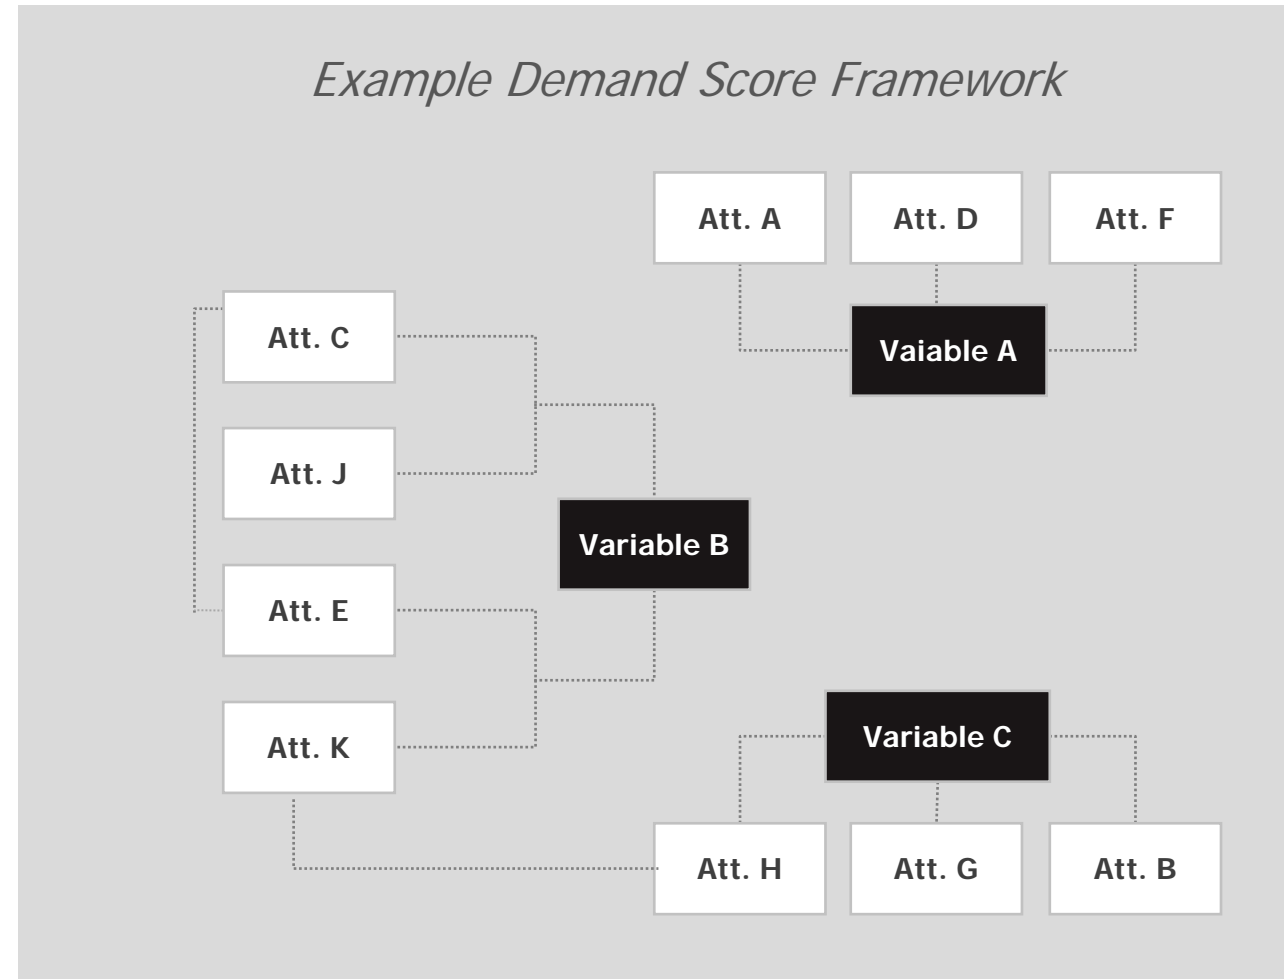 Example Demand Score Framework
Att. A
Att. D
Att. F
Vaiable A
Att. C
Att. J
Att. E
Att. K
Variable B
Variable C
Att. H
Att. G
Att. B